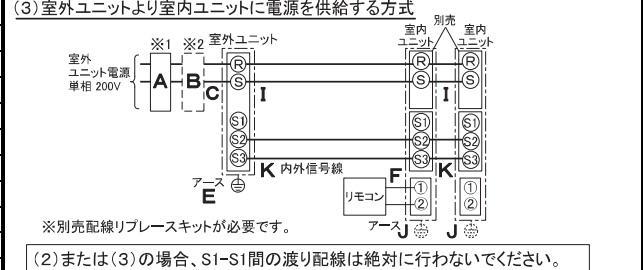 (3)室外ユニットより室内ユニットに電源を供給する方式
別売
※1 ※2 室外ユニット 室内ユニット 室内ユニット
室外
ユニット電源
単相 200V
A B C I I
R R R
S S S
S1 S1 S1
S2 S2 S2
S3 S3 S3
K 内外信号線 F K
アース
E
リモコン ① ①
② ②
アース J J
※別売配線リプレースキットが必要です。
(2)または(3)の場合、S1-S1間の渡り配線は絶対に行わないでください。